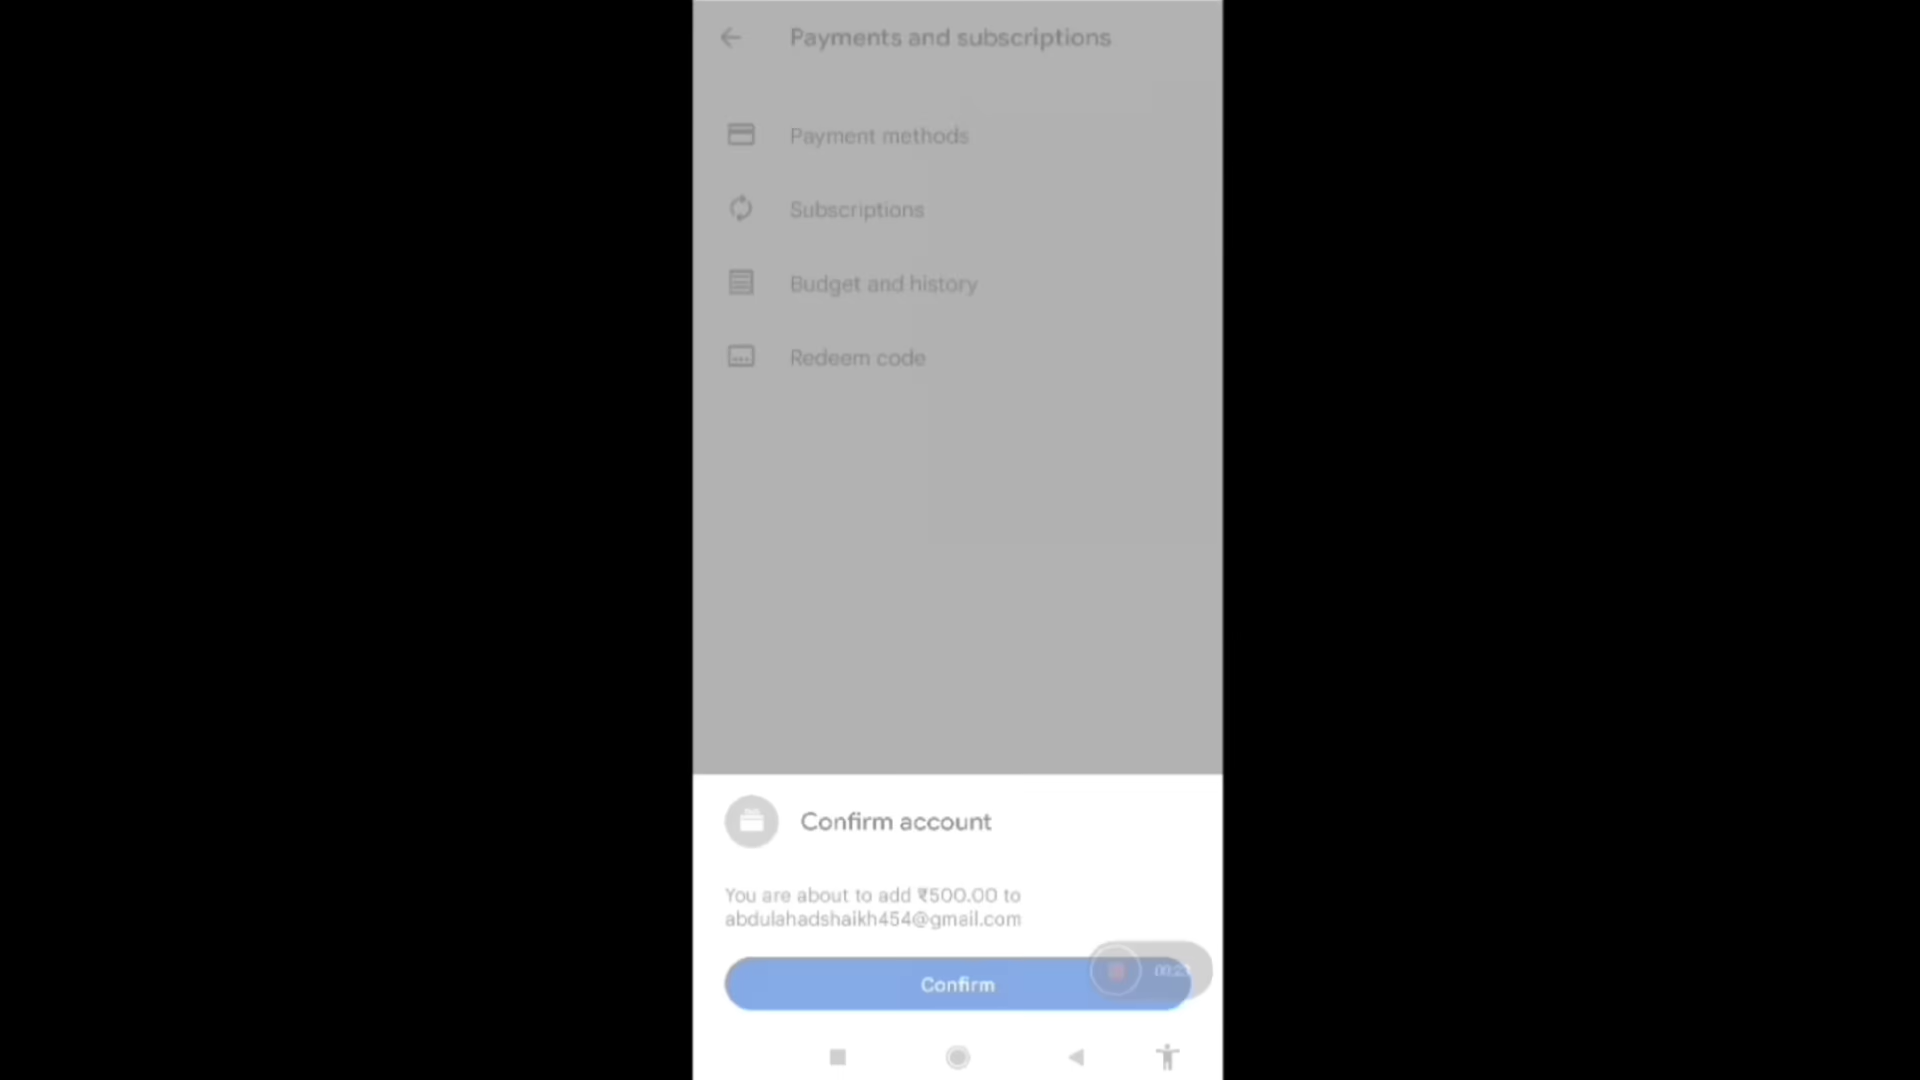 Payments and subscriptions
Payment methods
Subscriptions
Budget and history
Redeem code
Confirm account
You are about to add ₹500.00 to
abdulahadshaikh454@gmail.com
Confirm